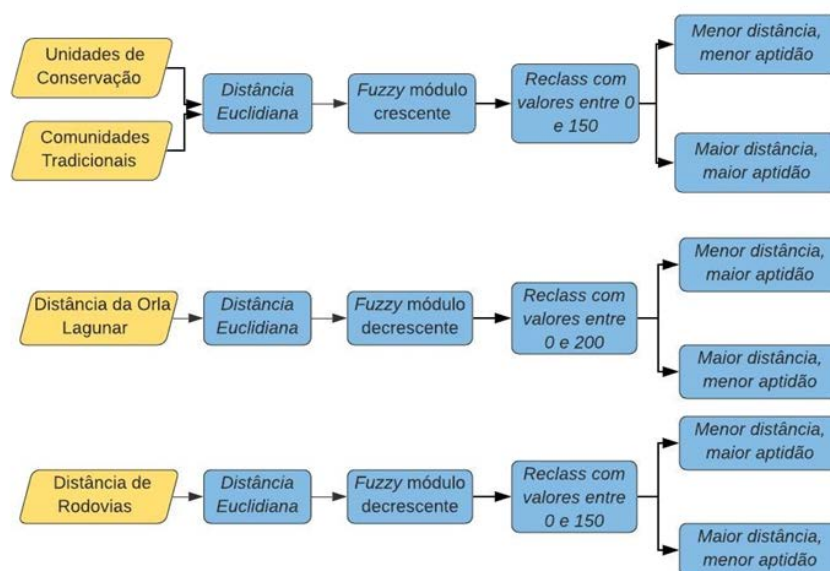 Unidades de
Conservação
Comunidades
Tradicionais
Distância
Euclidiana
Fuzzy módulo
crescente
Reclass com
valores entre 0
e 150
Menor distância,
menor aptidão
Maior distância,
maior aptidão
Distância da Orla
Lagunar
Distância
Euclidiana
Fuzzy módulo
decrescente
Reclass com
valores entre
0 e 200
Menor distância,
maior aptidão
Maior distância,
menor aptidão
Distância de
Rodovias
Distância
Euclidiana
Fuzzy módulo
decrescente
Reclass com
valores entre
0 e 150
Menor distância,
maior aptidão
Maior distância,
menor aptidão